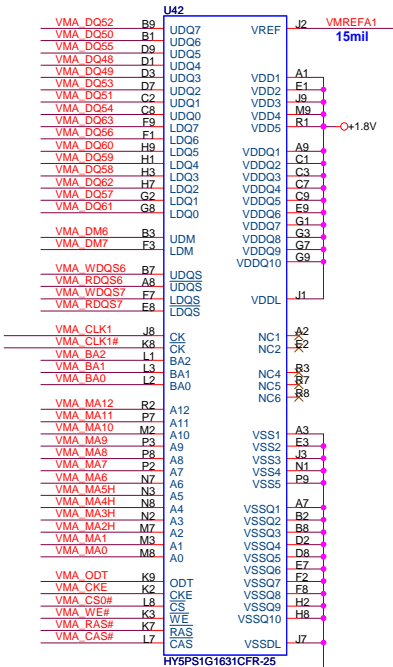 U42
VMA_DQ52 B9 UDQ7 VREF J2 VMREFA1
VMA_DQ50 B1 UDQ6 15mil
VMA_DQ55 D9 UDQ5
VMA_DQ48 D1 UDQ4
VMA_DQ49 D3 UDQ3 VDD1 A1
VMA_DQ53 D7 UDQ2 VDD2 E1
VMA_DQ51 C2 UDQ1 VDD3 J9
VMA_DQ54 C8 UDQ0 VDD4 M9
VMA_DQ63 F9 LDQ7 VDD5 R1 +1.8V
VMA_DQ56 F1 LDQ6
VMA_DQ60 H9 LDQ5 VDDQ1 A9
VMA_DQ59 H1 LDQ4 VDDQ2 C1
VMA_DQ58 H3 LDQ3 VDDQ3 C3
VMA_DQ62 H7 LDQ2 VDDQ4 C7
VMA_DQ57 G2 LDQ1 VDDQ5 C9
VMA_DQ61 G8 LDQ0 VDDQ6 E9
VDDQ7 G1
VMA_DM6 B3 UDM VDDQ8 G3
VMA_DM7 F3 LDM VDDQ9 G7
VDDQ10 G9
VMA_WDQS6 B7 UDQS
VMA_RDQS6 A8 UDQS
VMA_WDQS7 F7 LDQS VDDL J1
VMA_RDQS7 E8 LDQS
VMA_CLK1 J8 CK NC1 A2
VMA_CLK1# K8 CK NC2 E2
VMA_BA2 L1 BA2
VMA_BA1 L3 BA1 NC4 R3
VMA_BA0 L2 BA0 NC5 R7
NC6 R8
VMA_MA12 R2 A12
VMA_MA11 P7 A11
VMA_MA10 M2 A10 VSS1 A3
VMA_MA9 P3 A9 VSS2 E3
VMA_MA8 P8 A8 VSS3 J3
VMA_MA7 P2 A7 VSS4 N1
VMA_MA6 N7 A6 VSS5 P9
VMA_MA5H N3 A5
VMA_MA4H N8 A4 VSSQ1 A7
VMA_MA3H N2 A3 VSSQ2 B2
VMA_MA2H M7 A2 VSSQ3 B8
VMA_MA1 M3 A1 VSSQ4 D2
VMA_MA0 M8 A0 VSSQ5 D8
VSSQ6 E7
VMA_ODT K9 ODT VSSQ7 F2
VMA_CKE K2 CKE VSSQ8 F8
VMA_CS0# L8 CS VSSQ9 H2
VMA_WE# K3 WE VSSQ10 H8
VMA_RAS# K7 RAS
VMA_CAS# L7 CAS VSSDL J7
HY5PS1G1631CFR-25